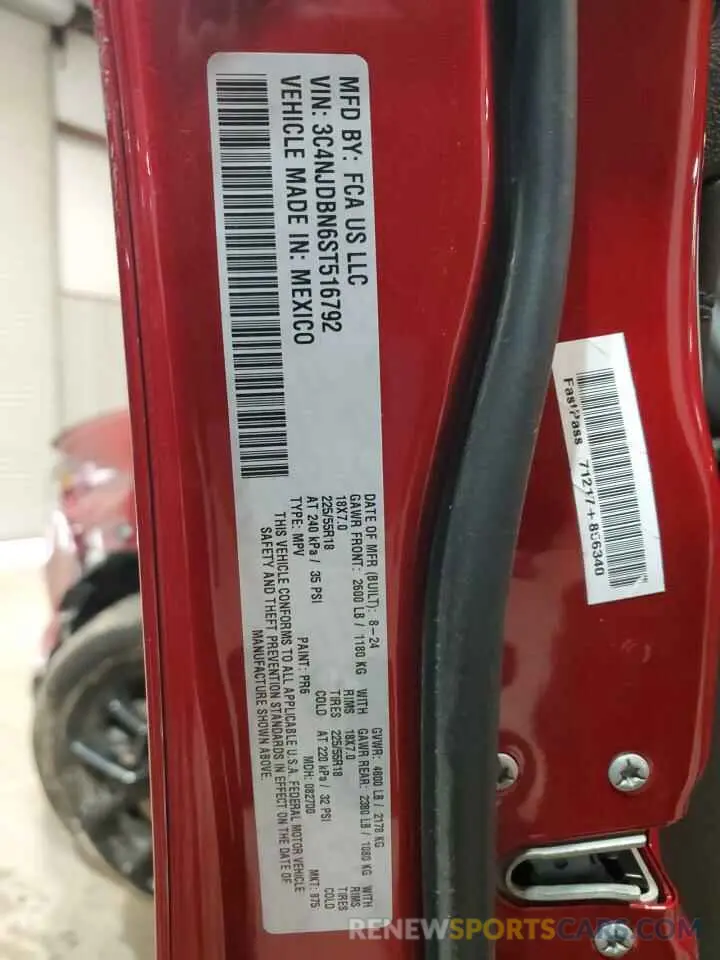 MFD BY: FCA US LLC
VIN: 3C4NJDBN6ST516792
VEHICLE MADE IN: MEXICO
DATE OF MFR (BUILT): 8-24 GVWR: 4800 LB / 2178 KG
GAWR FRONT: 2600 LB / 1180 KG WITH GAWR REAR: 2380 LB / 1080 KG WITH
18X7.0 RIMS 18X7.0 RIMS
225/55R18 TIRES 225/55R18 TIRES
AT 240 kPa / 35 PSI COLD AT 220 kPa / 32 PSI COLD
TYPE: MPV PAINT: PR6 MDH: 082700 MKT:
THIS VEHICLE CONFORMS TO ALL APPLICABLE U.S.A. FEDERAL MOTOR VEHICLE
SAFETY AND THEFT PREVENTION STANDARDS IN EFFECT ON THE DATE OF
MANUFACTURE SHOWN ABOVE.
FastPass
RENEWSPORTSCARS.COM